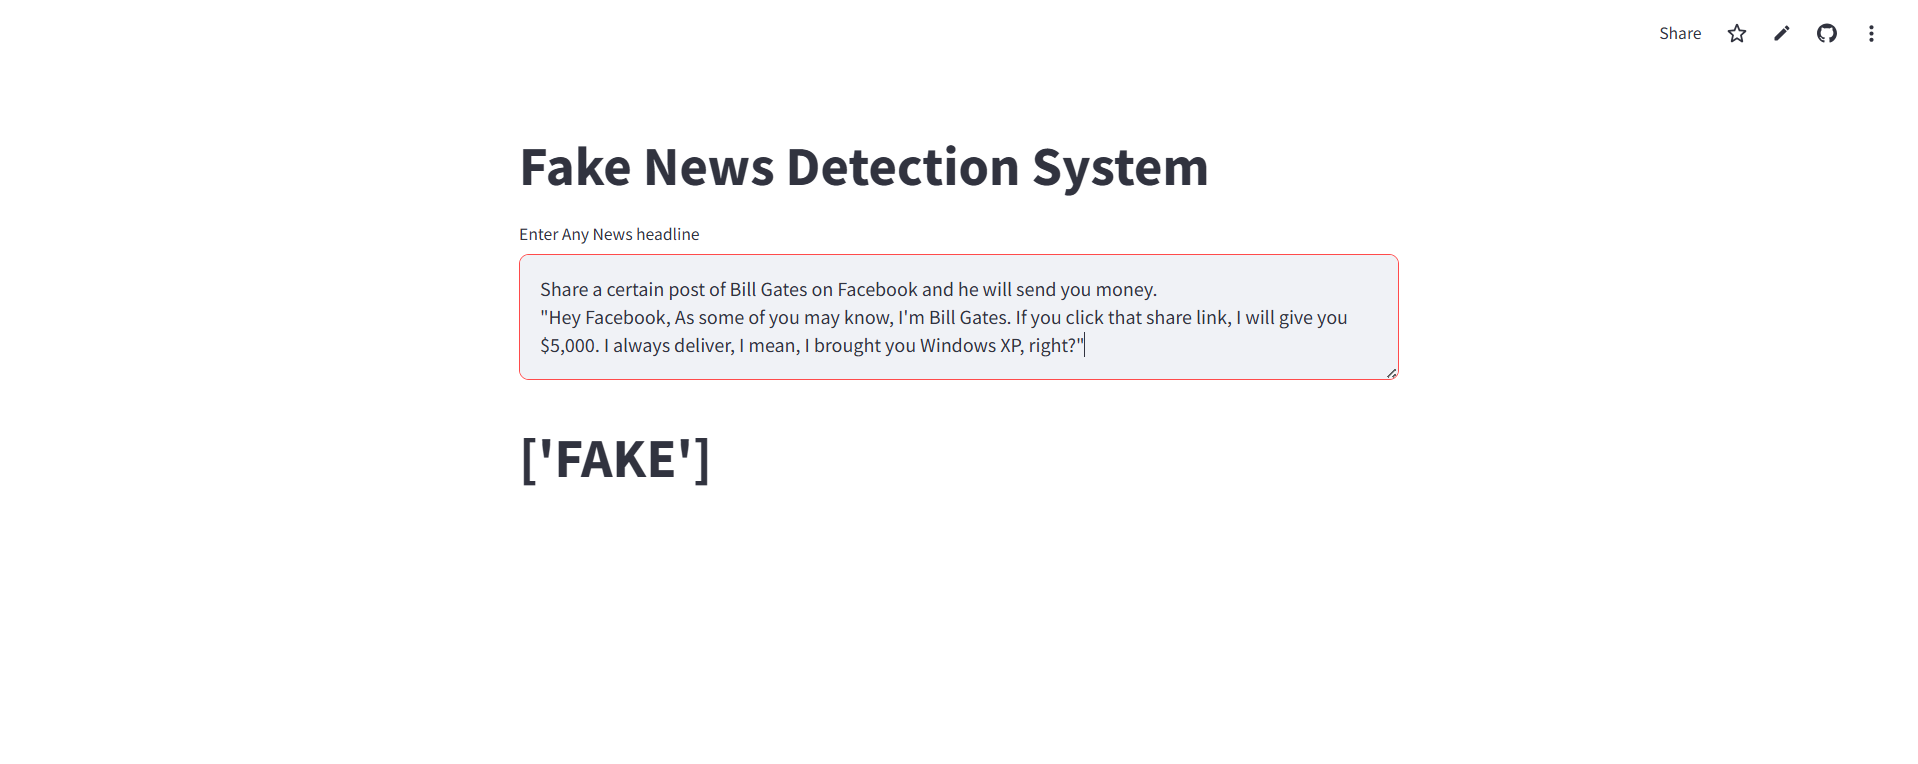 Share
Fake News Detection System
Enter Any News headline
Share a certain post of Bill Gates on Facebook and he will send you money.
"Hey Facebook, As some of you may know, I'm Bill Gates. If you click that share link, I will give you
$5,000. I always deliver, I mean, I brought you Windows XP, right?"
['FAKE']